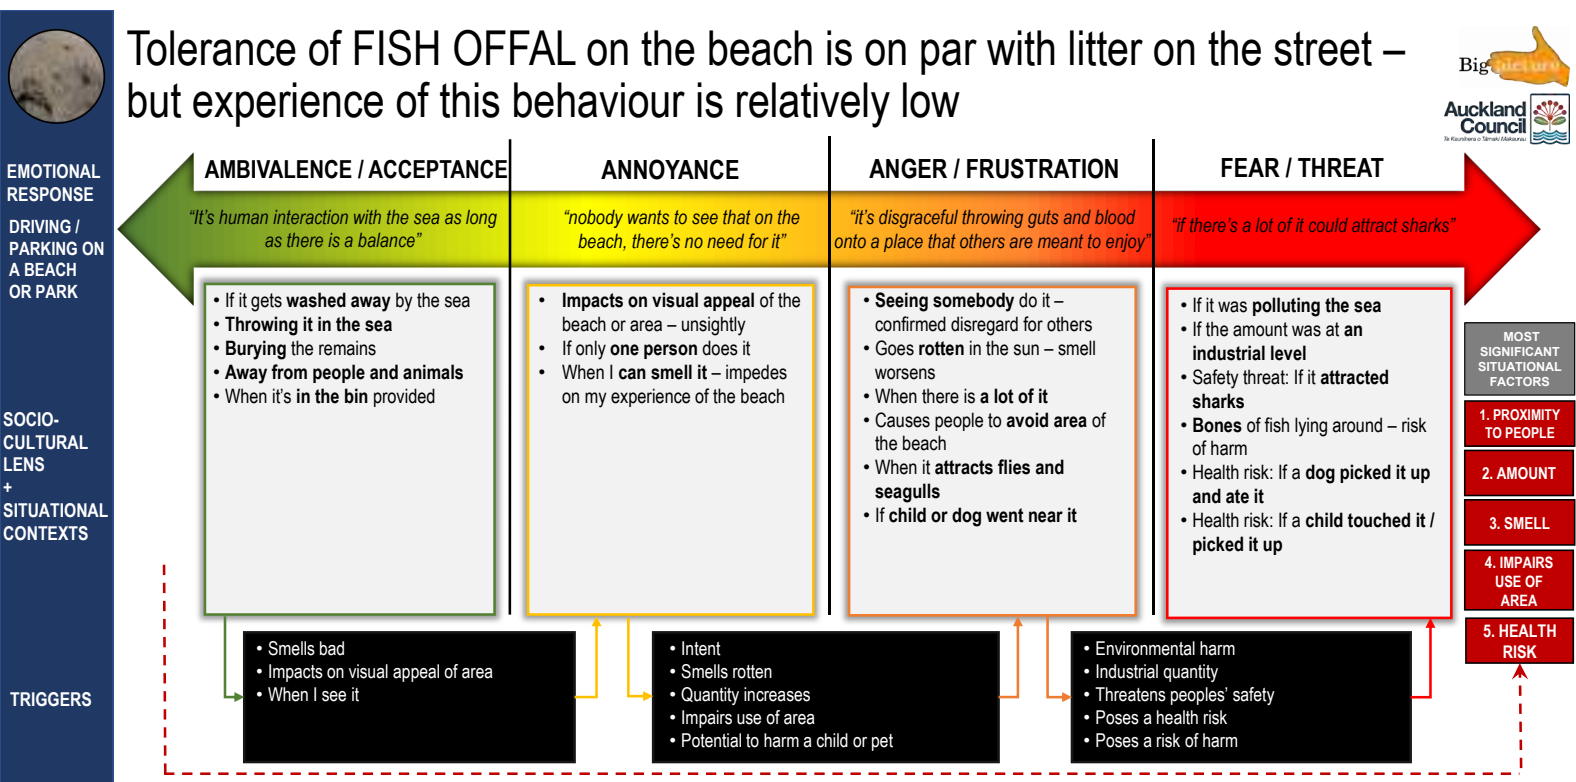 Tolerance of FISH OFFAL on the beach is on par with litter on the street –
but experience of this behaviour is relatively low
Big Picture
Auckland
Council
Te Kaunihera o Tāmaki Makaurau
EMOTIONAL
RESPONSE
DRIVING /
PARKING ON
A BEACH
OR PARK
AMBIVALENCE / ACCEPTANCE
ANNOYANCE
ANGER / FRUSTRATION
FEAR / THREAT
“It’s human interaction with the sea as long
as there is a balance”
“nobody wants to see that on the
beach, there’s no need for it”
“it’s disgraceful throwing guts and blood
onto a place that others are meant to enjoy”
“if there’s a lot of it could attract sharks”
SOCIO-
CULTURAL
LENS
+
SITUATIONAL
CONTEXTS
• If it gets washed away by the sea
• Throwing it in the sea
• Burying the remains
• Away from people and animals
• When it’s in the bin provided
• Impacts on visual appeal of the
beach or area – unsightly
• If only one person does it
• When I can smell it – impedes
on my experience of the beach
• Seeing somebody do it –
confirmed disregard for others
• Goes rotten in the sun – smell
worsens
• When there is a lot of it
• Causes people to avoid area of
the beach
• When it attracts flies and
seagulls
• If child or dog went near it
• If it was polluting the sea
• If the amount was at an
industrial level
• Safety threat: If it attracted
sharks
• Bones of fish lying around – risk
of harm
• Health risk: If a dog picked it up
and ate it
• Health risk: If a child touched it /
picked it up
MOST
SIGNIFICANT
SITUATIONAL
FACTORS
1. PROXIMITY
TO PEOPLE
2. AMOUNT
3. SMELL
4. IMPAIRS
USE OF
AREA
5. HEALTH
RISK
TRIGGERS
• Smells bad
• Impacts on visual appeal of area
• When I see it
• Intent
• Smells rotten
• Quantity increases
• Impairs use of area
• Potential to harm a child or pet
• Environmental harm
• Industrial quantity
• Threatens peoples’ safety
• Poses a health risk
• Poses a risk of harm